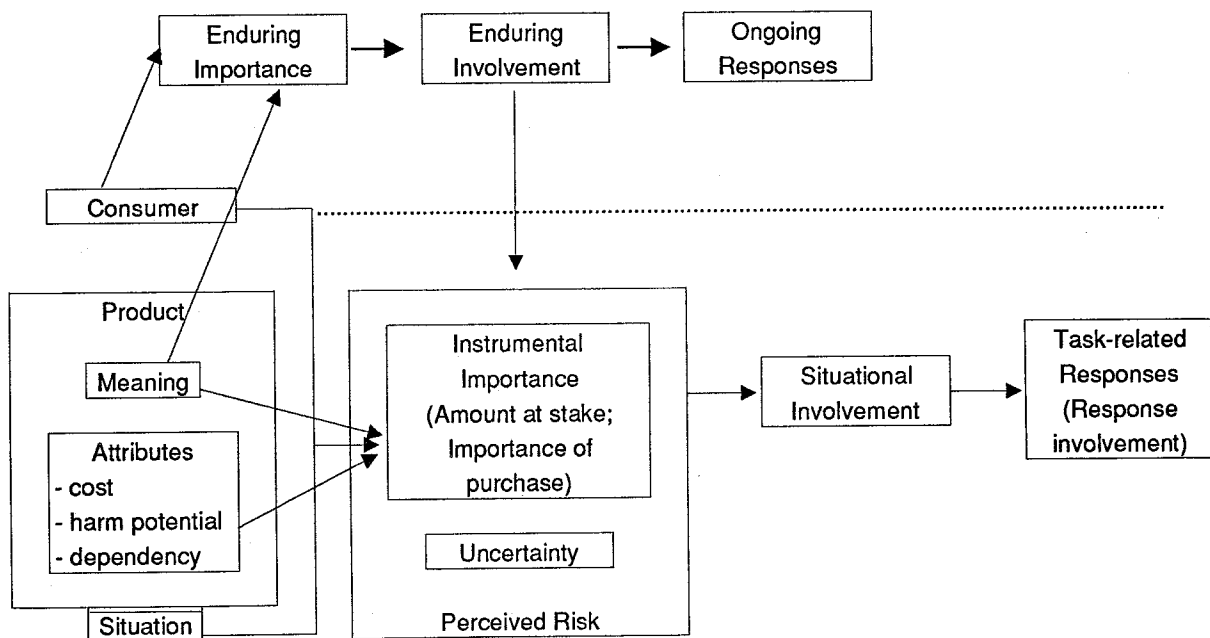 Enduring
Importance
Enduring
Involvement
Ongoing
Responses
Consumer
Product
Meaning
Attributes
- cost
- harm potential
- dependency
Situation
Instrumental
Importance
(Amount at stake;
Importance of
purchase)
Uncertainty
Perceived Risk
Situational
Involvement
Task-related
Responses
(Response
involvement)